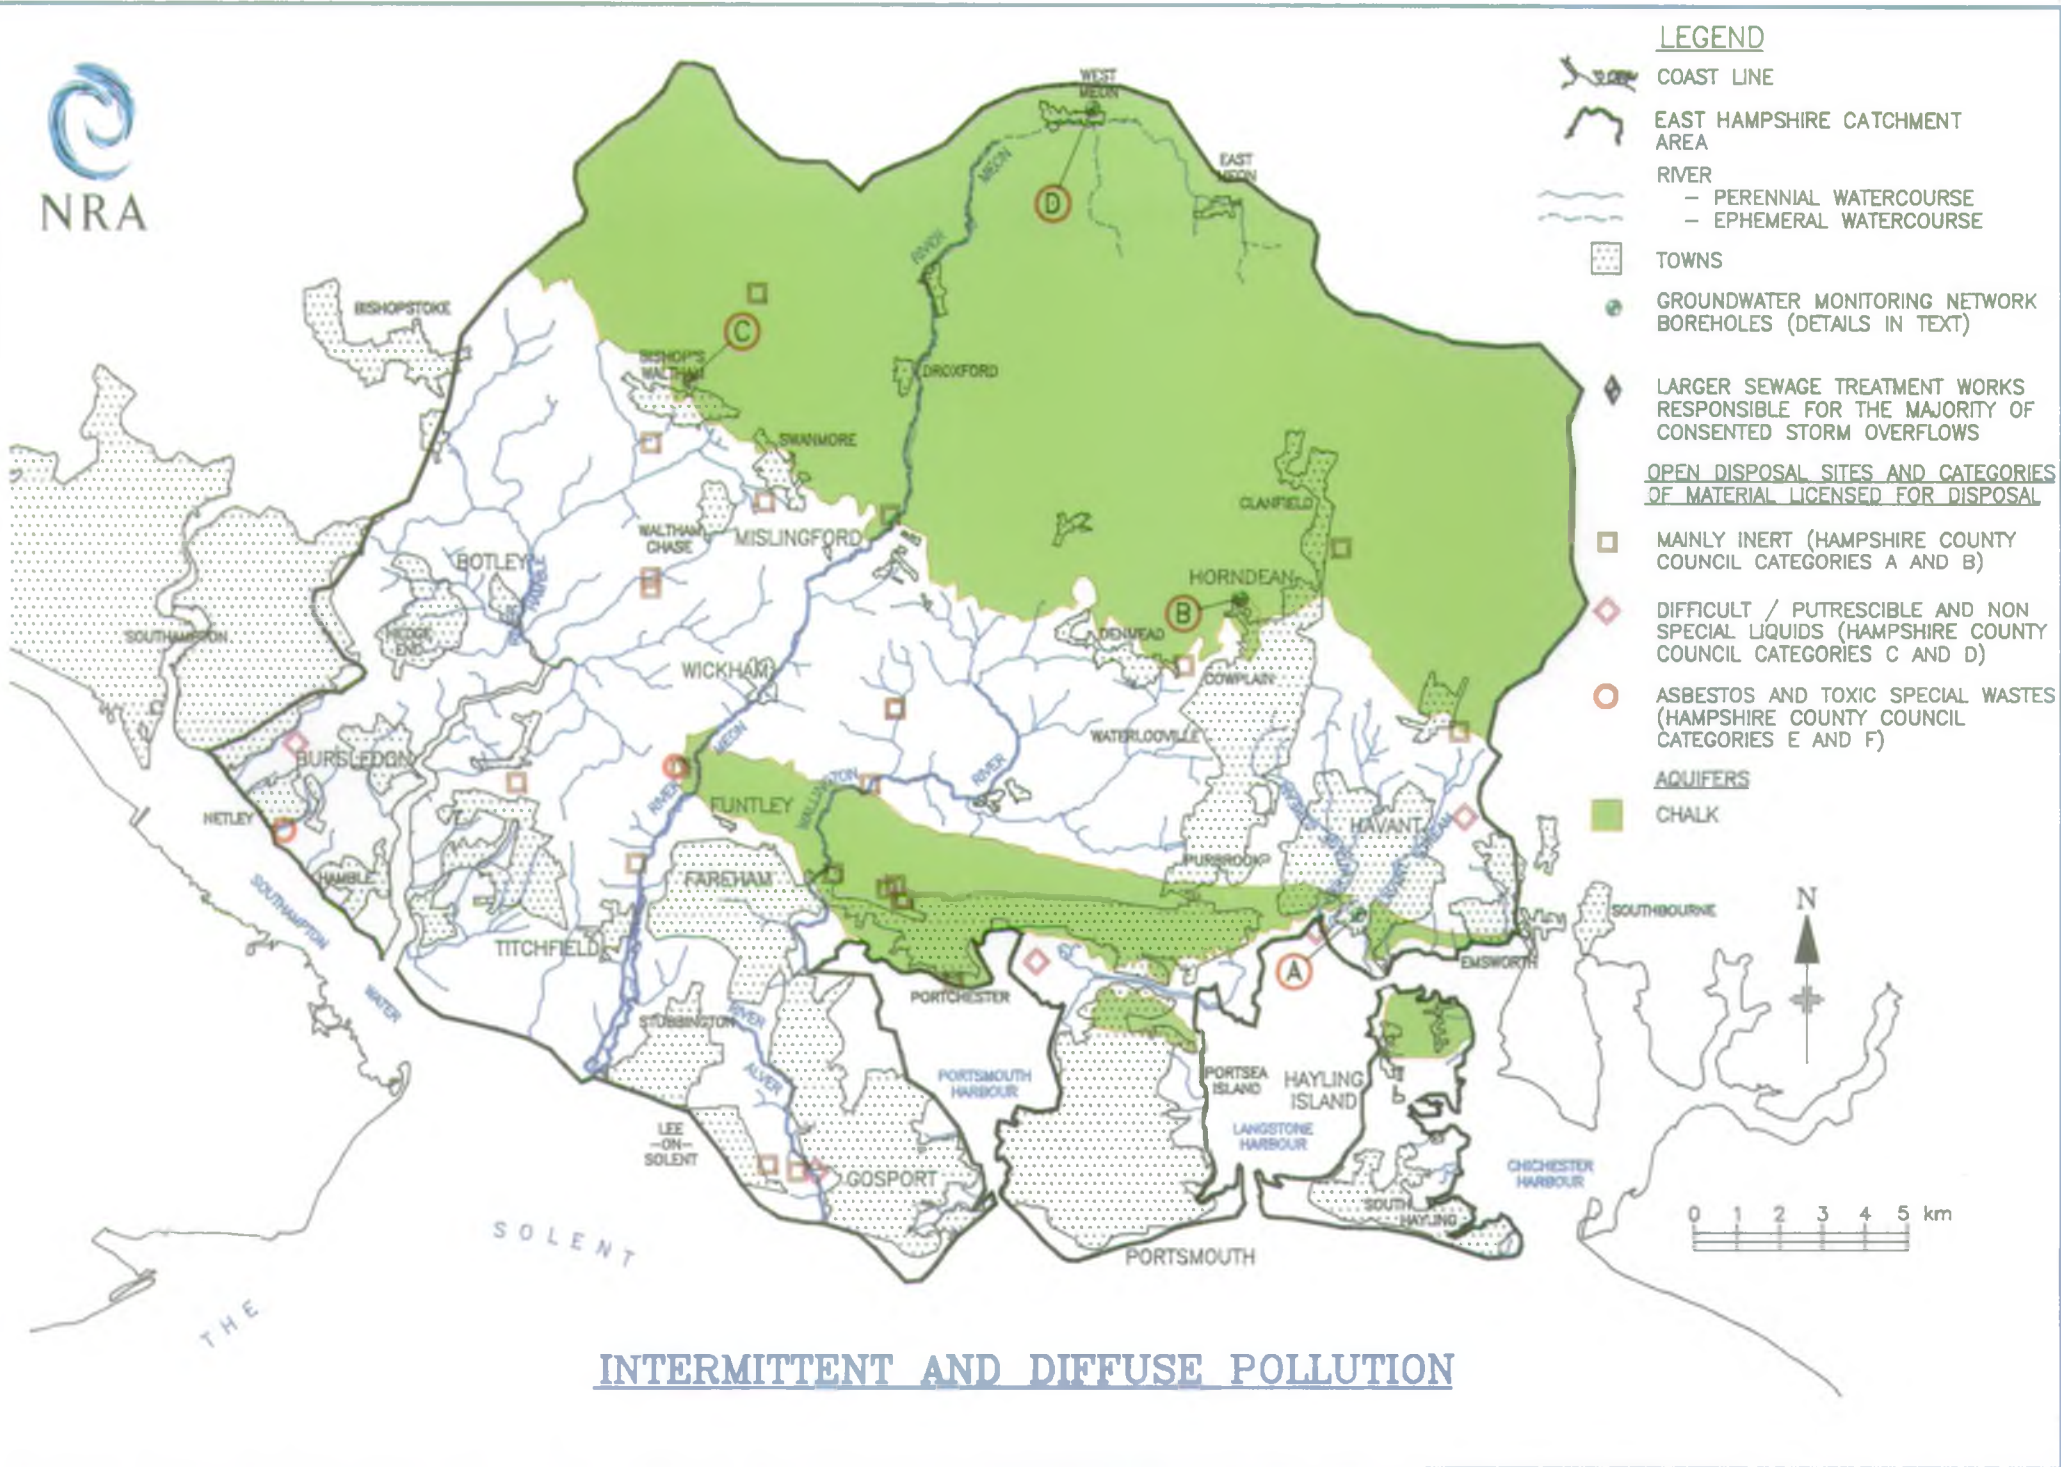 NRA
LEGEND
COAST LINE
EAST HAMPSHIRE CATCHMENT
AREA
RIVER
– PERENNIAL WATERCOURSE
– EPHEMERAL WATERCOURSE
TOWNS
GROUNDWATER MONITORING NETWORK
BOREHOLES (DETAILS IN TEXT)
LARGER SEWAGE TREATMENT WORKS
RESPONSIBLE FOR THE MAJORITY OF
CONSENTED STORM OVERFLOWS
OPEN DISPOSAL SITES AND CATEGORIES
OF MATERIAL LICENSED FOR DISPOSAL
MAINLY INERT (HAMPSHIRE COUNTY
COUNCIL CATEGORIES A AND B)
DIFFICULT / PUTRESCIBLE AND NON
SPECIAL LIQUIDS (HAMPSHIRE COUNTY
COUNCIL CATEGORIES C AND D)
ASBESTOS AND TOXIC SPECIAL WASTES
(HAMPSHIRE COUNTY COUNCIL
CATEGORIES E AND F)
AQUIFERS
CHALK
WEST
MEON
EAST
MEON
MEON
D
RIVER
BISHOPSTOKE
C
BISHOP'S
WALTHAM
DROXFORD
SWANMORE
CLANFIELD
WALTHAM
CHASE
MISLINGFORD
BOTLEY
HAMBLE
RIVER
HORNDEAN
B
SOUTHAMPTON
HEDGE
END
DENMEAD
WICKHAM
COWPLAIN
WATERLOOVILLE
BURSLEDON
MEON
RIVER
WALLINGTON
RIVER
FUNTLEY
NETLEY
HAVANT
STREAM
PURBROOK
HAMBLE
FAREHAM
SOUTHAMPTON
WATER
TITCHFIELD
SOUTHBOURNE
N
EMSWORTH
A
PORTCHESTER
STUBBINGTON
RIVER
ALVER
PORTSMOUTH
HARBOUR
PORTSEA
ISLAND
HAYLING
ISLAND
LANGSTONE
HARBOUR
LEE
–ON–
SOLENT
GOSPORT
CHICHESTER
HARBOUR
SOUTH
HAYLING
PORTSMOUTH
0 1 2 3 4 5 km
THE SOLENT
INTERMITTENT AND DIFFUSE POLLUTION